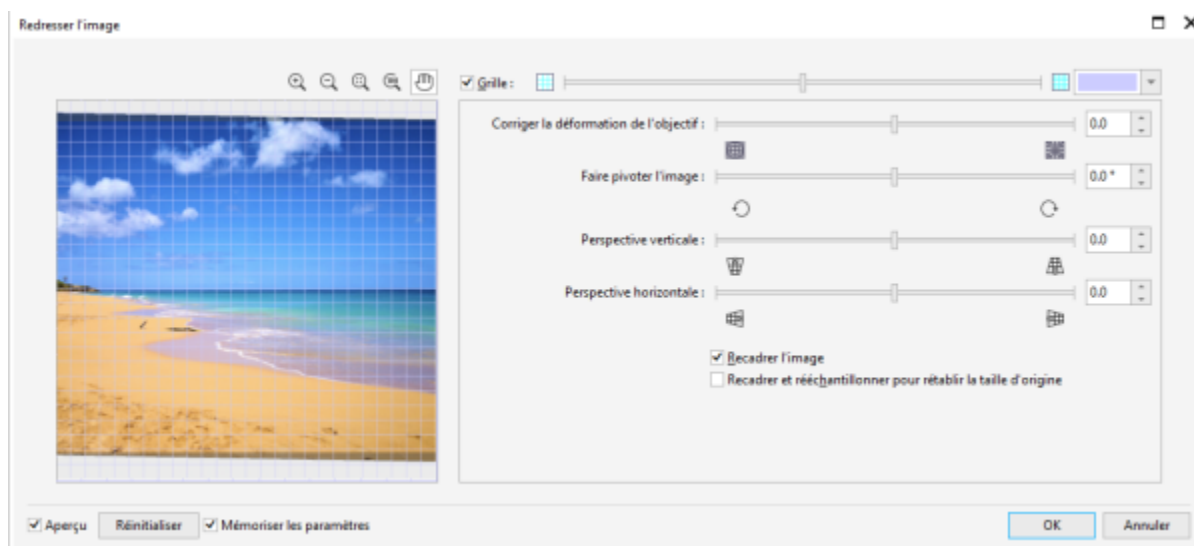 Redresser l'image
Grille :
Corriger la déformation de l'objectif :
0.0
Faire pivoter l'image :
0.0 °
Perspective verticale :
0.0
Perspective horizontale :
0.0
Recadrer l'image
Recadrer et rééchantillonner pour rétablir la taille d'origine
Aperçu
Réinitialiser
Mémoriser les paramètres
OK
Annuler